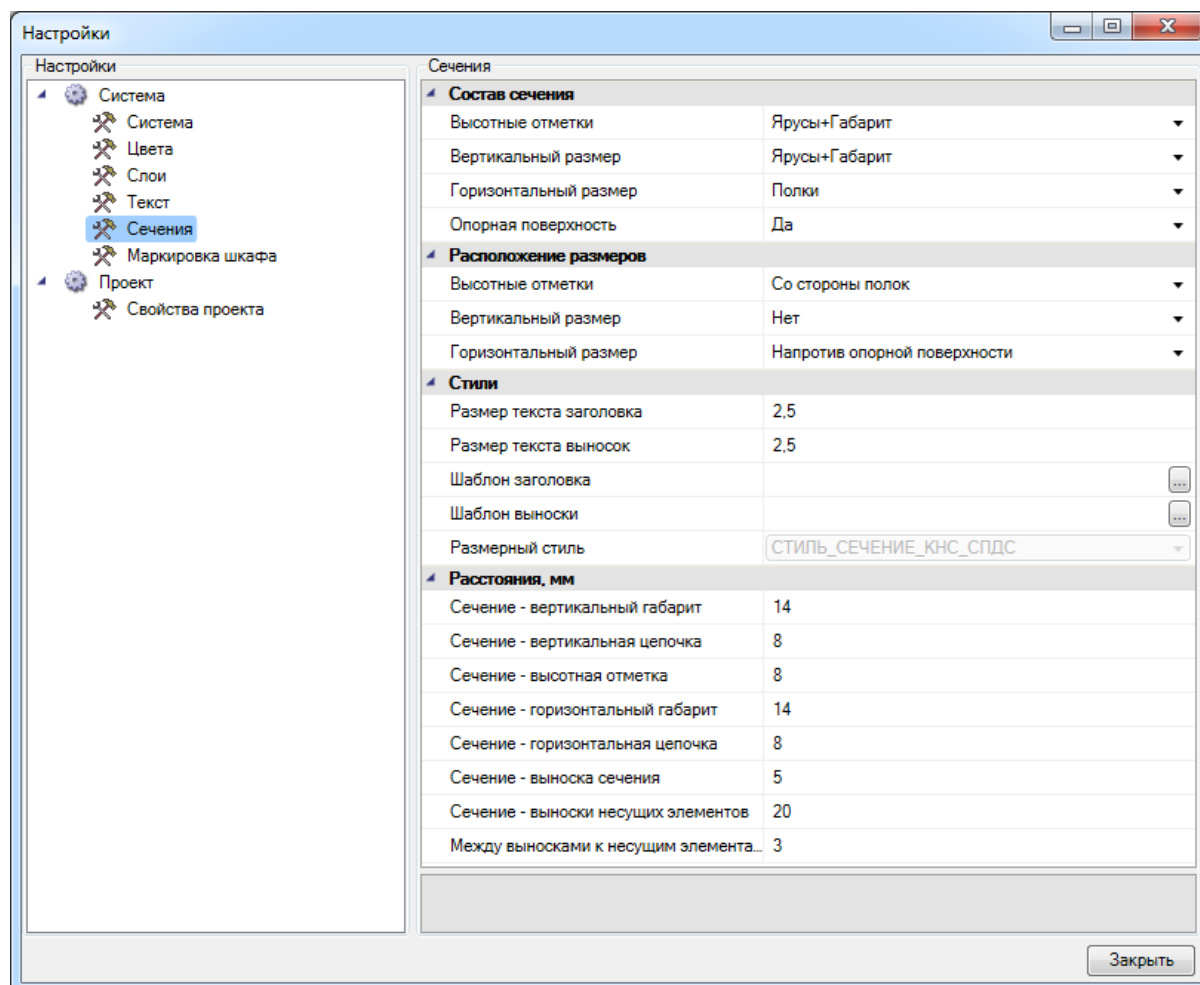 Настройки
Настройки
Система
Система
Цвета
Слои
Текст
Сечения
Маркировка шкафа
Проект
Свойства проекта
Сечения
Состав сечения
Высотные отметки Ярусы+Габарит
Вертикальный размер Ярусы+Габарит
Горизонтальный размер Полки
Опорная поверхность Да
Расположение размеров
Высотные отметки Со стороны полок
Вертикальный размер Нет
Горизонтальный размер Напротив опорной поверхности
Стили
Размер текста заголовка 2,5
Размер текста выносок 2,5
Шаблон заголовка ...
Шаблон выноски ...
Размерный стиль СТИЛЬ_СЕЧЕНИЕ_КНС_СПДС
Расстояния, мм
Сечение - вертикальный габарит 14
Сечение - вертикальная цепочка 8
Сечение - высотная отметка 8
Сечение - горизонтальный габарит 14
Сечение - горизонтальная цепочка 8
Сечение - выноска сечения 5
Сечение - выноски несущих элементов 20
Между выносками к несущим элемента... 3
Закрыть